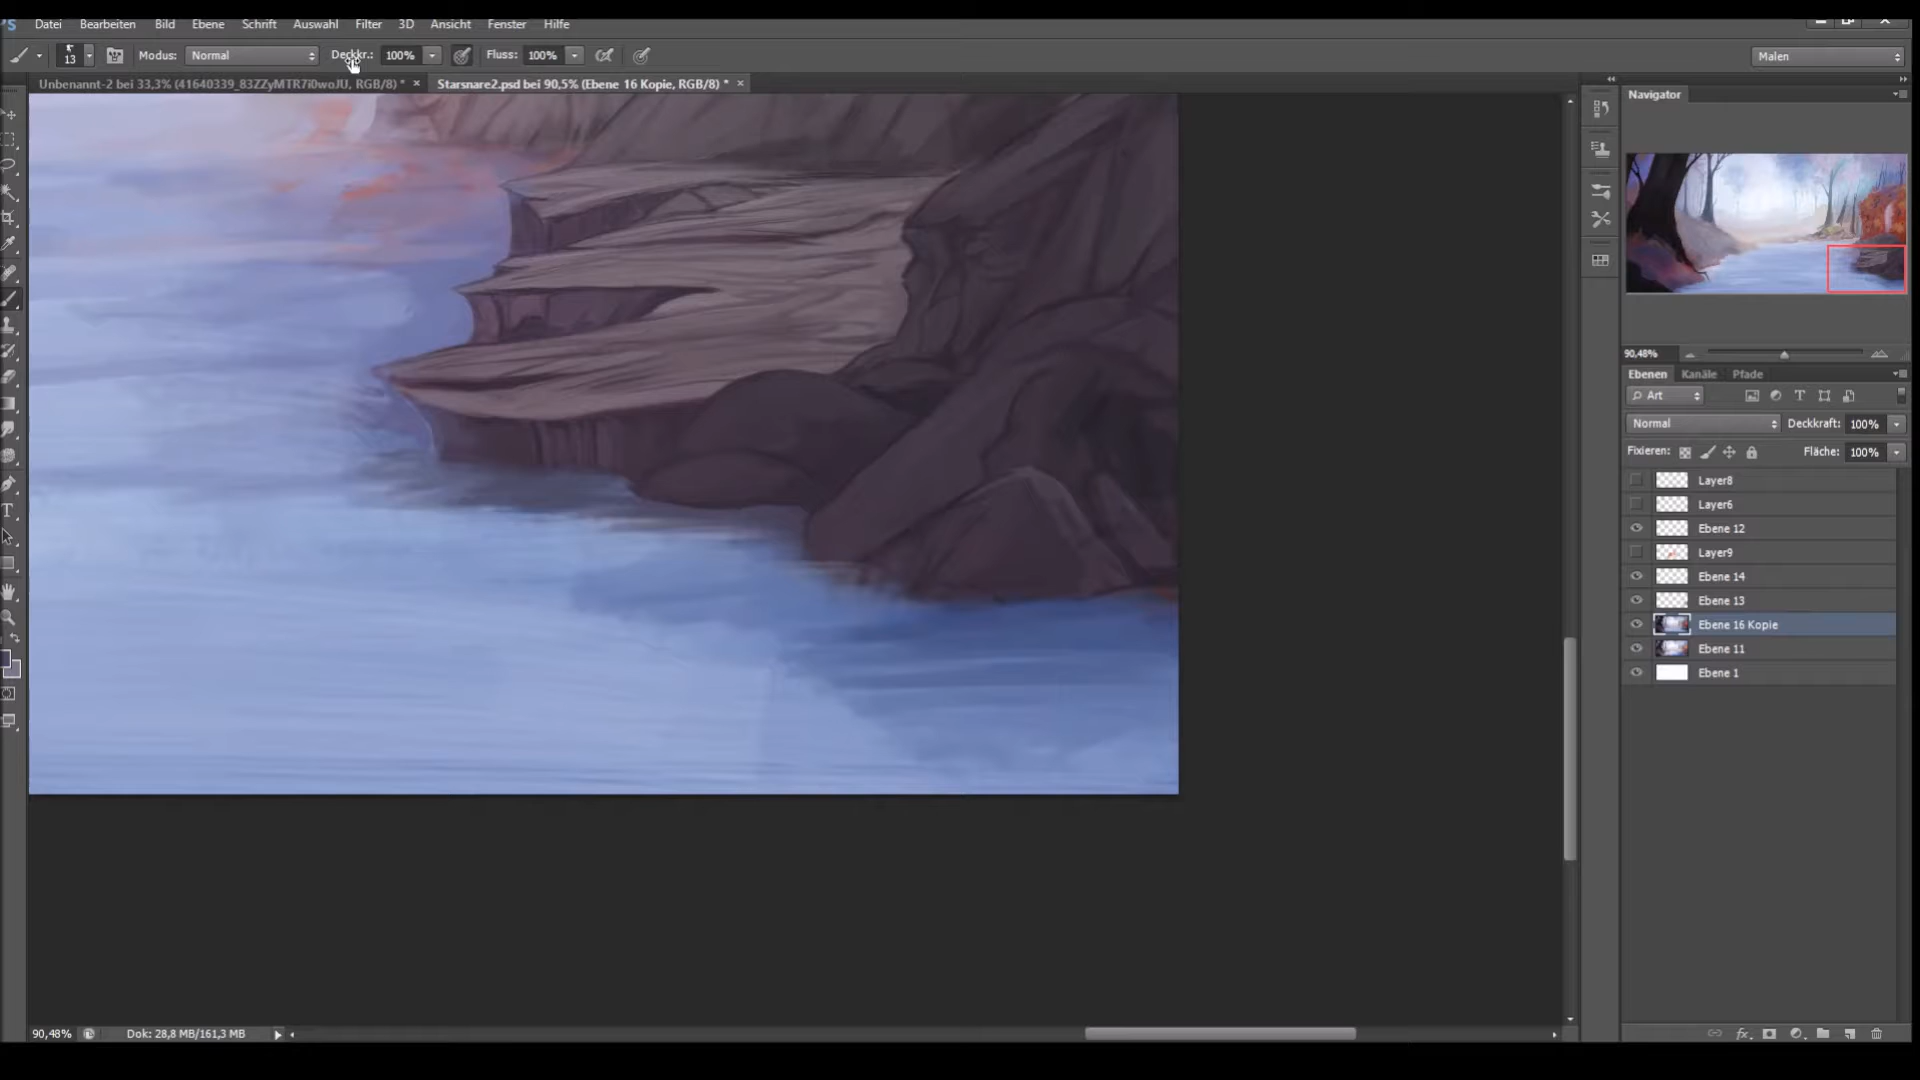 Datei Bearbeiten Bild Ebene Schrift Auswahl Filter 3D Ansicht Fenster Hilfe
13 Modus: Normal Deckkr.: 100% Fluss: 100% Malen
Unbenannt-2 bei 33,3% (41640339_83ZZyMTR7i0woJU, RGB/8) * × Starsnare2.psd bei 90,5% (Ebene 16 Kopie, RGB/8) * ×
Navigator
90,48%
Ebenen Kanäle Pfade
Art
Normal Deckkraft: 100%
Fixieren: Fläche: 100%
Layer8
Layer6
Ebene 12
Layer9
Ebene 14
Ebene 13
Ebene 16 Kopie
Ebene 11
Ebene 1
90,48% Dok: 28,8 MB/161,3 MB